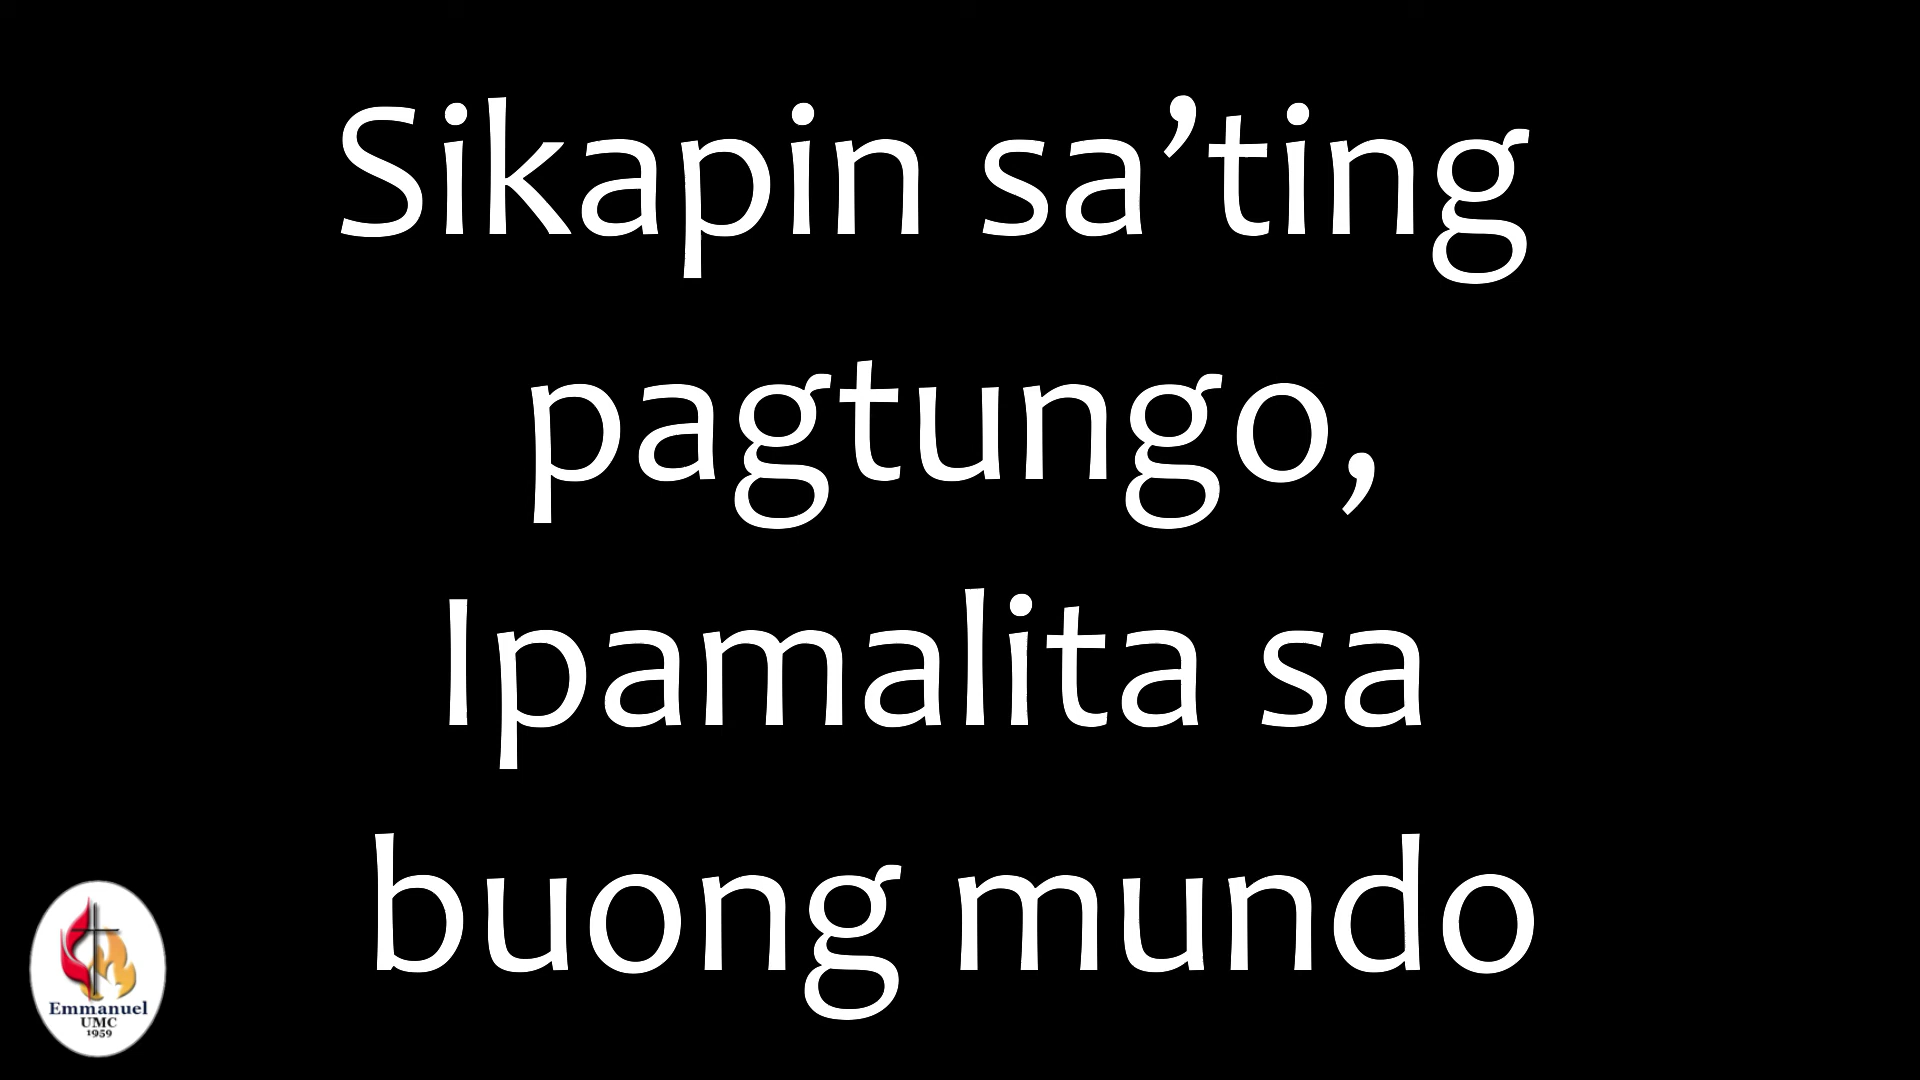 Sikapin sa’ting
pagtungo,
Ipamalita sa
buong mundo
Emmanuel
UMC
1959